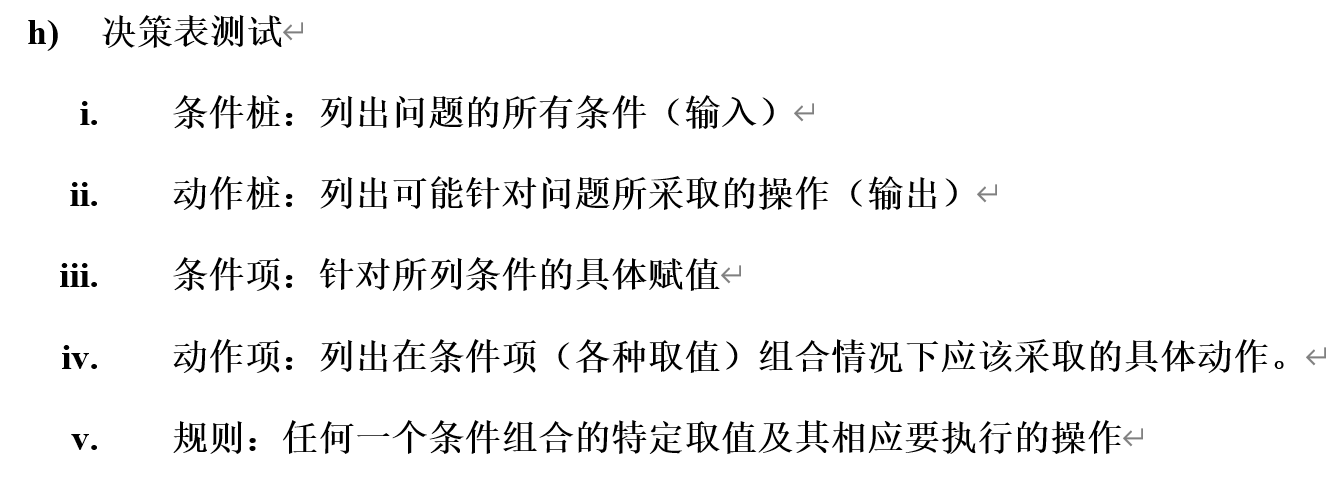 h) 决策表测试↵
i. 条件桩：列出问题的所有条件（输入）↵
ii. 动作桩：列出可能针对问题所采取的操作（输出）↵
iii. 条件项：针对所列条件的具体赋值↵
iv. 动作项：列出在条件项（各种取值）组合情况下应该采取的具体动作。↵
v. 规则：任何一个条件组合的特定取值及其相应要执行的操作↵